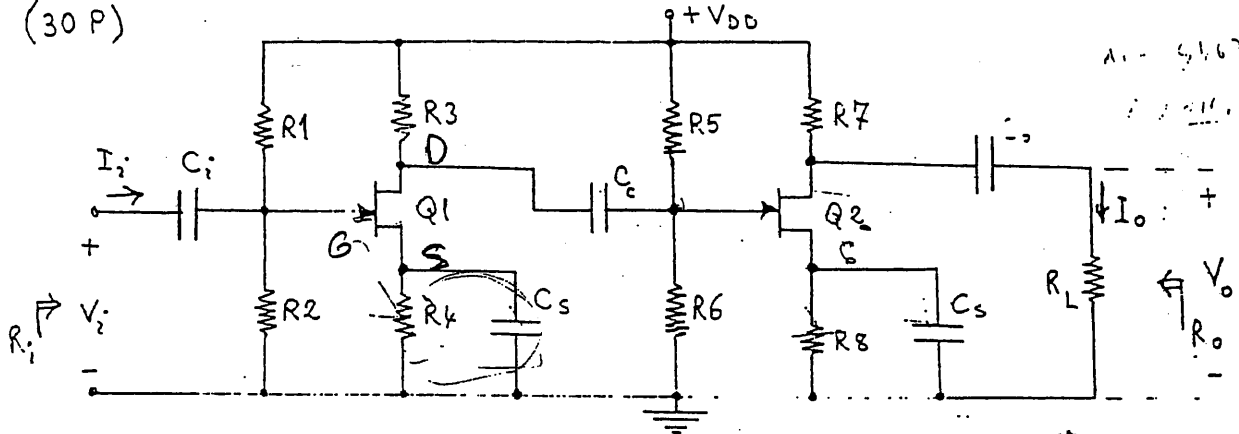 (30 P)
+ VDD
R1
R3
R5
R7
D
Ii
Ci
Cc
Q1
Q2
Io
+
+
G
S
Vi
Ri
R2
R4
Cs
R6
R8
Cs
RL
Vo
Ro
-
-